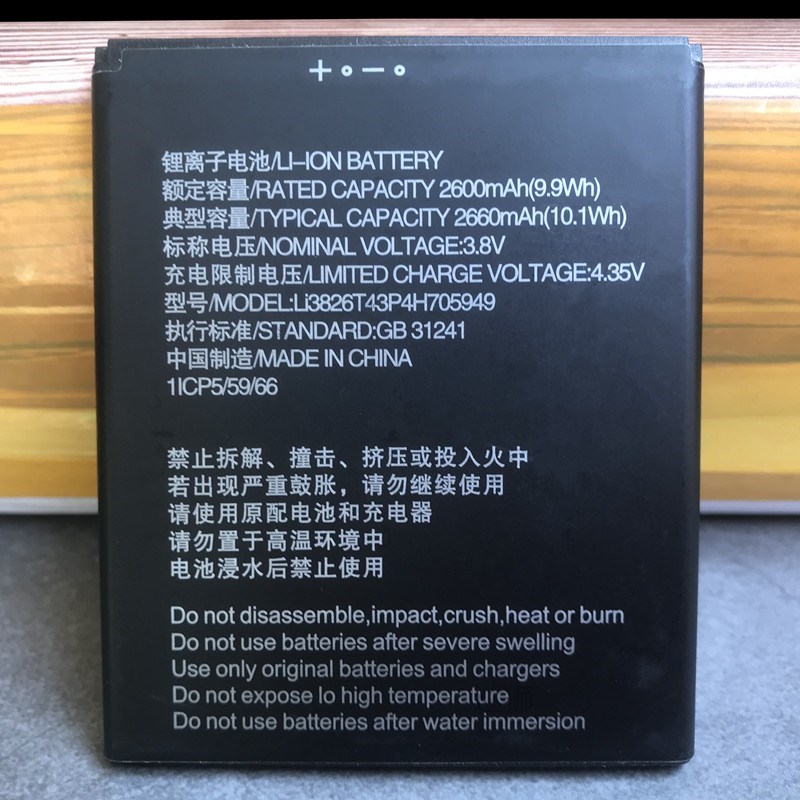 + ∘ − ∘
锂离子电池/LI-ION BATTERY
额定容量/RATED CAPACITY 2600mAh(9.9Wh)
典型容量/TYPICAL CAPACITY 2660mAh(10.1Wh)
标称电压/NOMINAL VOLTAGE:3.8V
充电限制电压/LIMITED CHARGE VOLTAGE:4.35V
型号/MODEL:Li3826T43P4H705949
执行标准/STANDARD:GB 31241
中国制造/MADE IN CHINA
1ICP5/59/66
禁止拆解、撞击、挤压或投入火中
若出现严重鼓胀，请勿继续使用
请使用原配电池和充电器
请勿置于高温环境中
电池浸水后禁止使用
Do not disassemble,impact,crush,heat or burn
Do not use batteries after severe swelling
Use only original batteries and chargers
Do not expose lo high temperature
Do not use batteries after water immersion